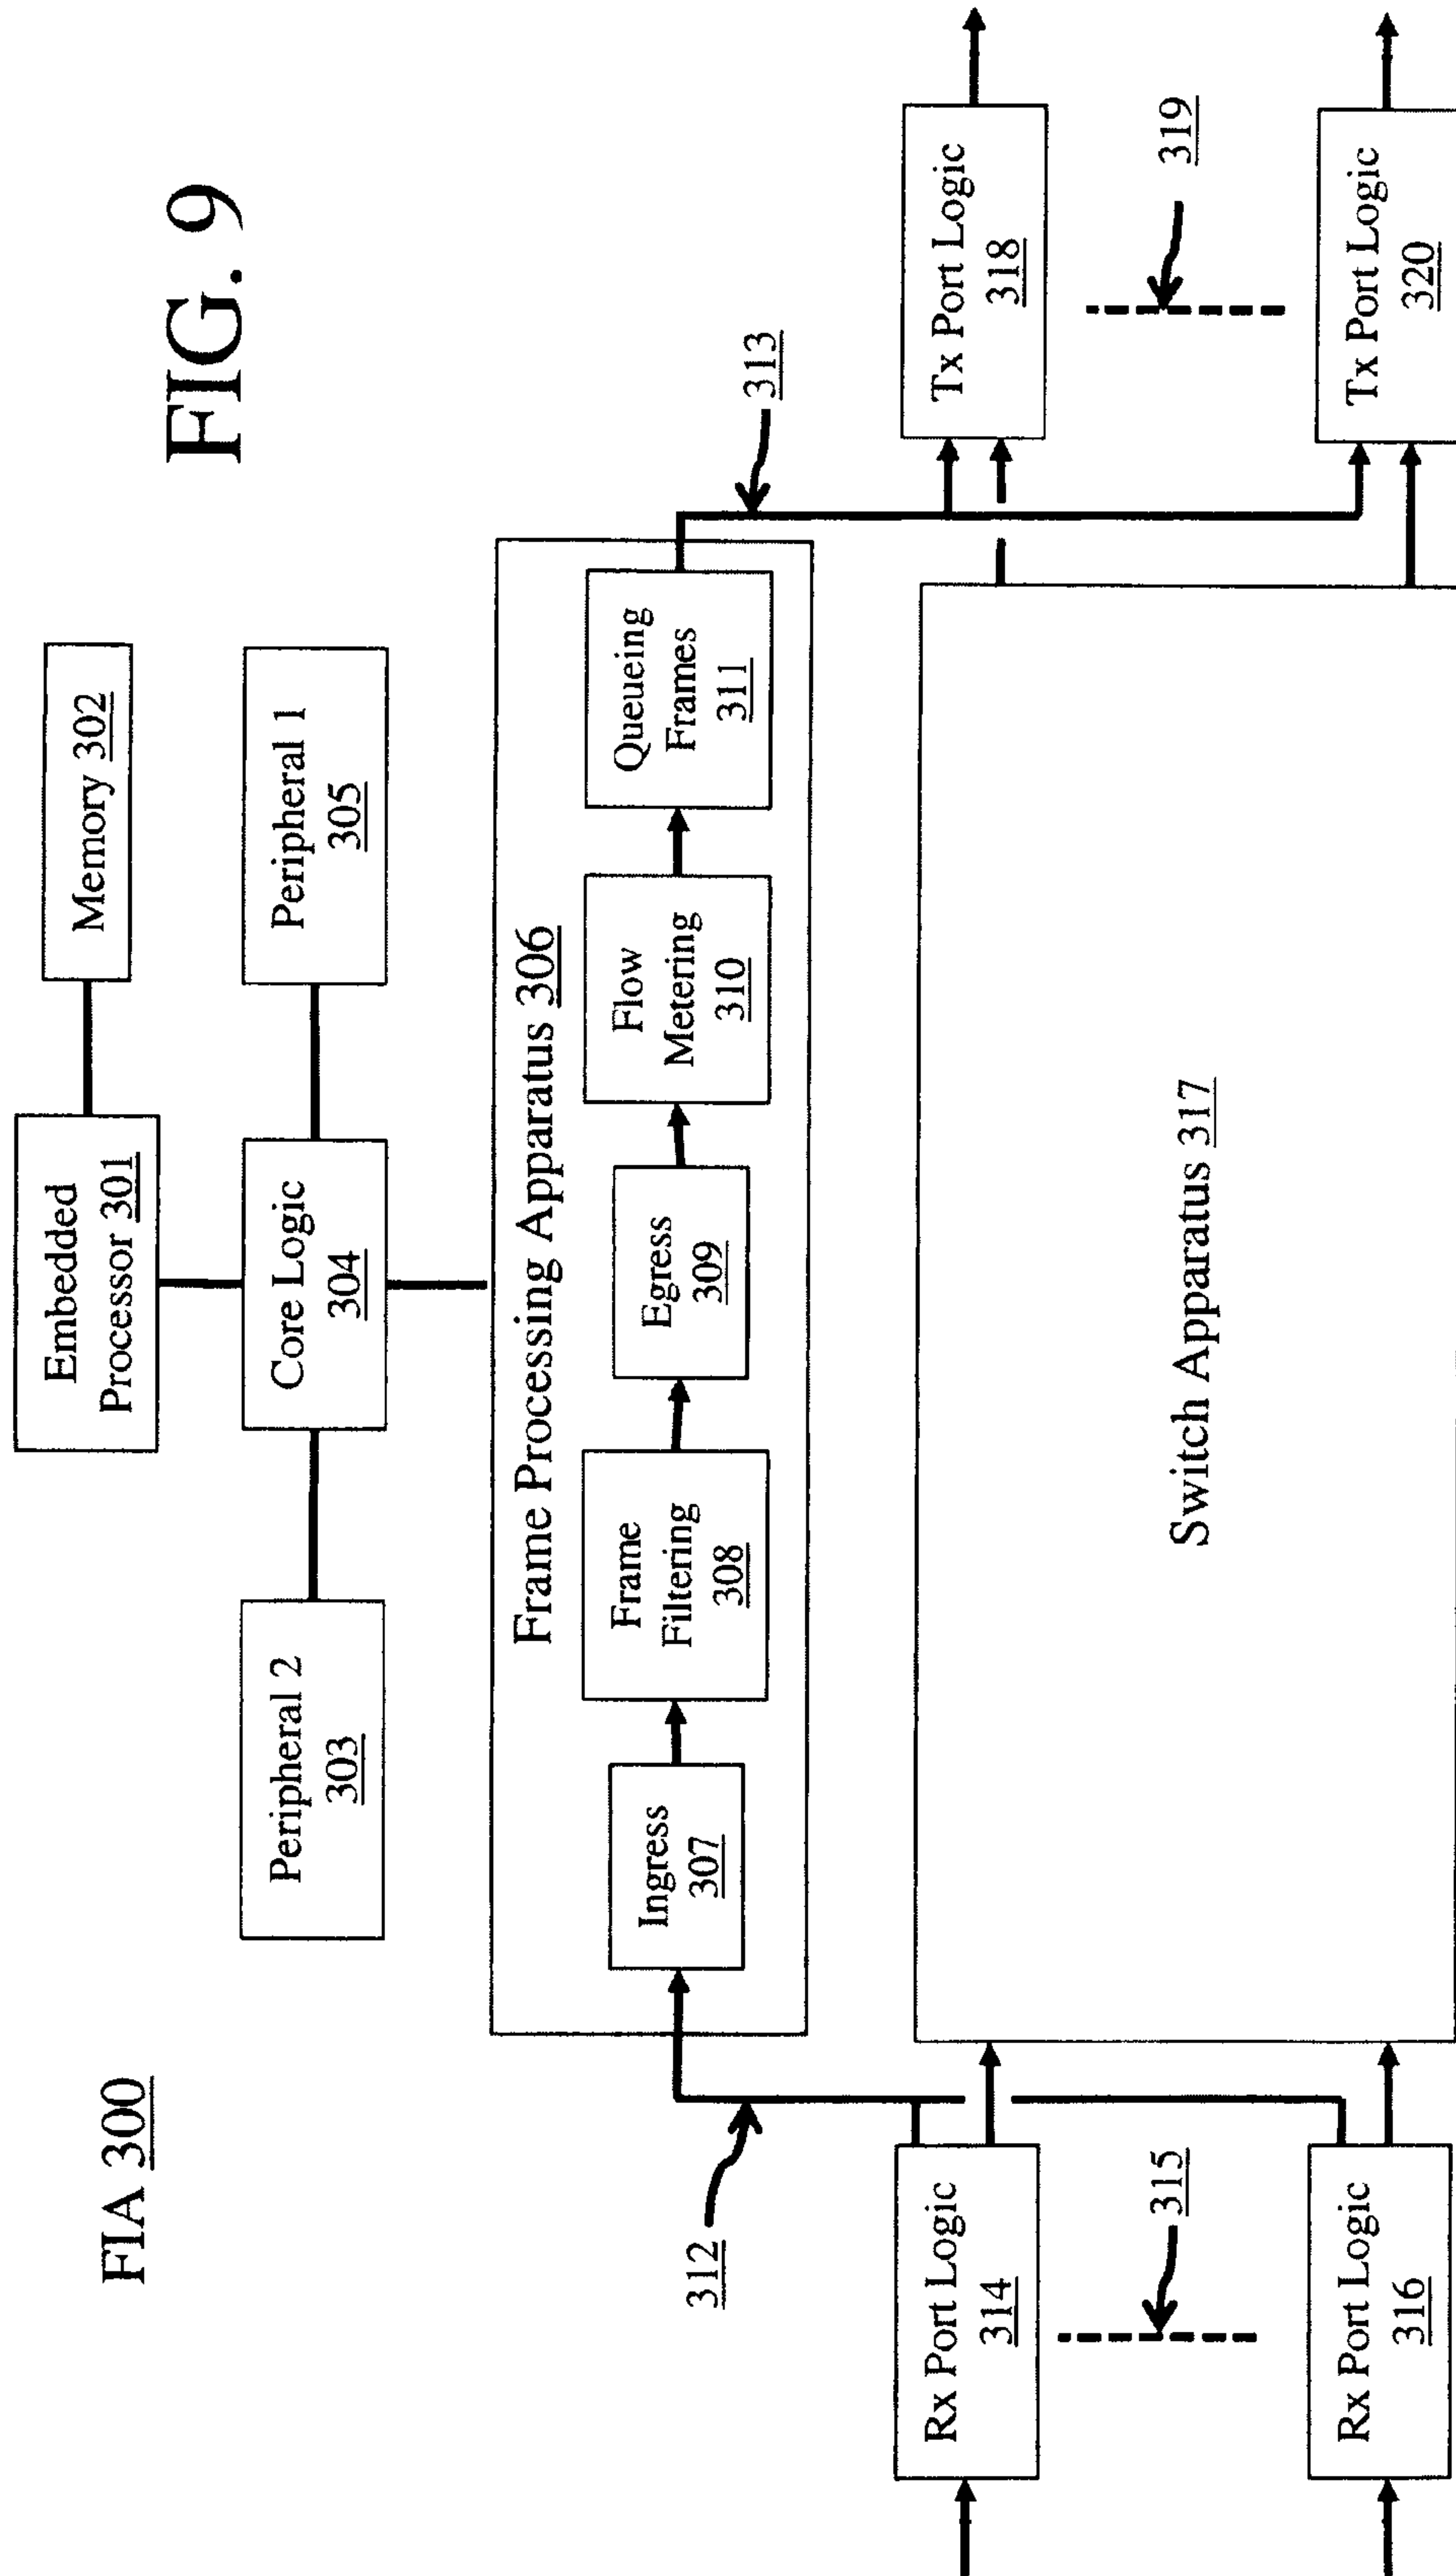 FIG. 9
FIA 300
Embedded
Processor 301
Memory 302
Peripheral 2
303
Core Logic
304
Peripheral 1
305
Frame Processing Apparatus 306
Ingress
307
Frame
Filtering
308
Egress
309
Flow
Metering
310
Queueing
Frames
311
312
313
Rx Port Logic
314
315
Rx Port Logic
316
Switch Apparatus 317
Tx Port Logic
318
319
Tx Port Logic
320